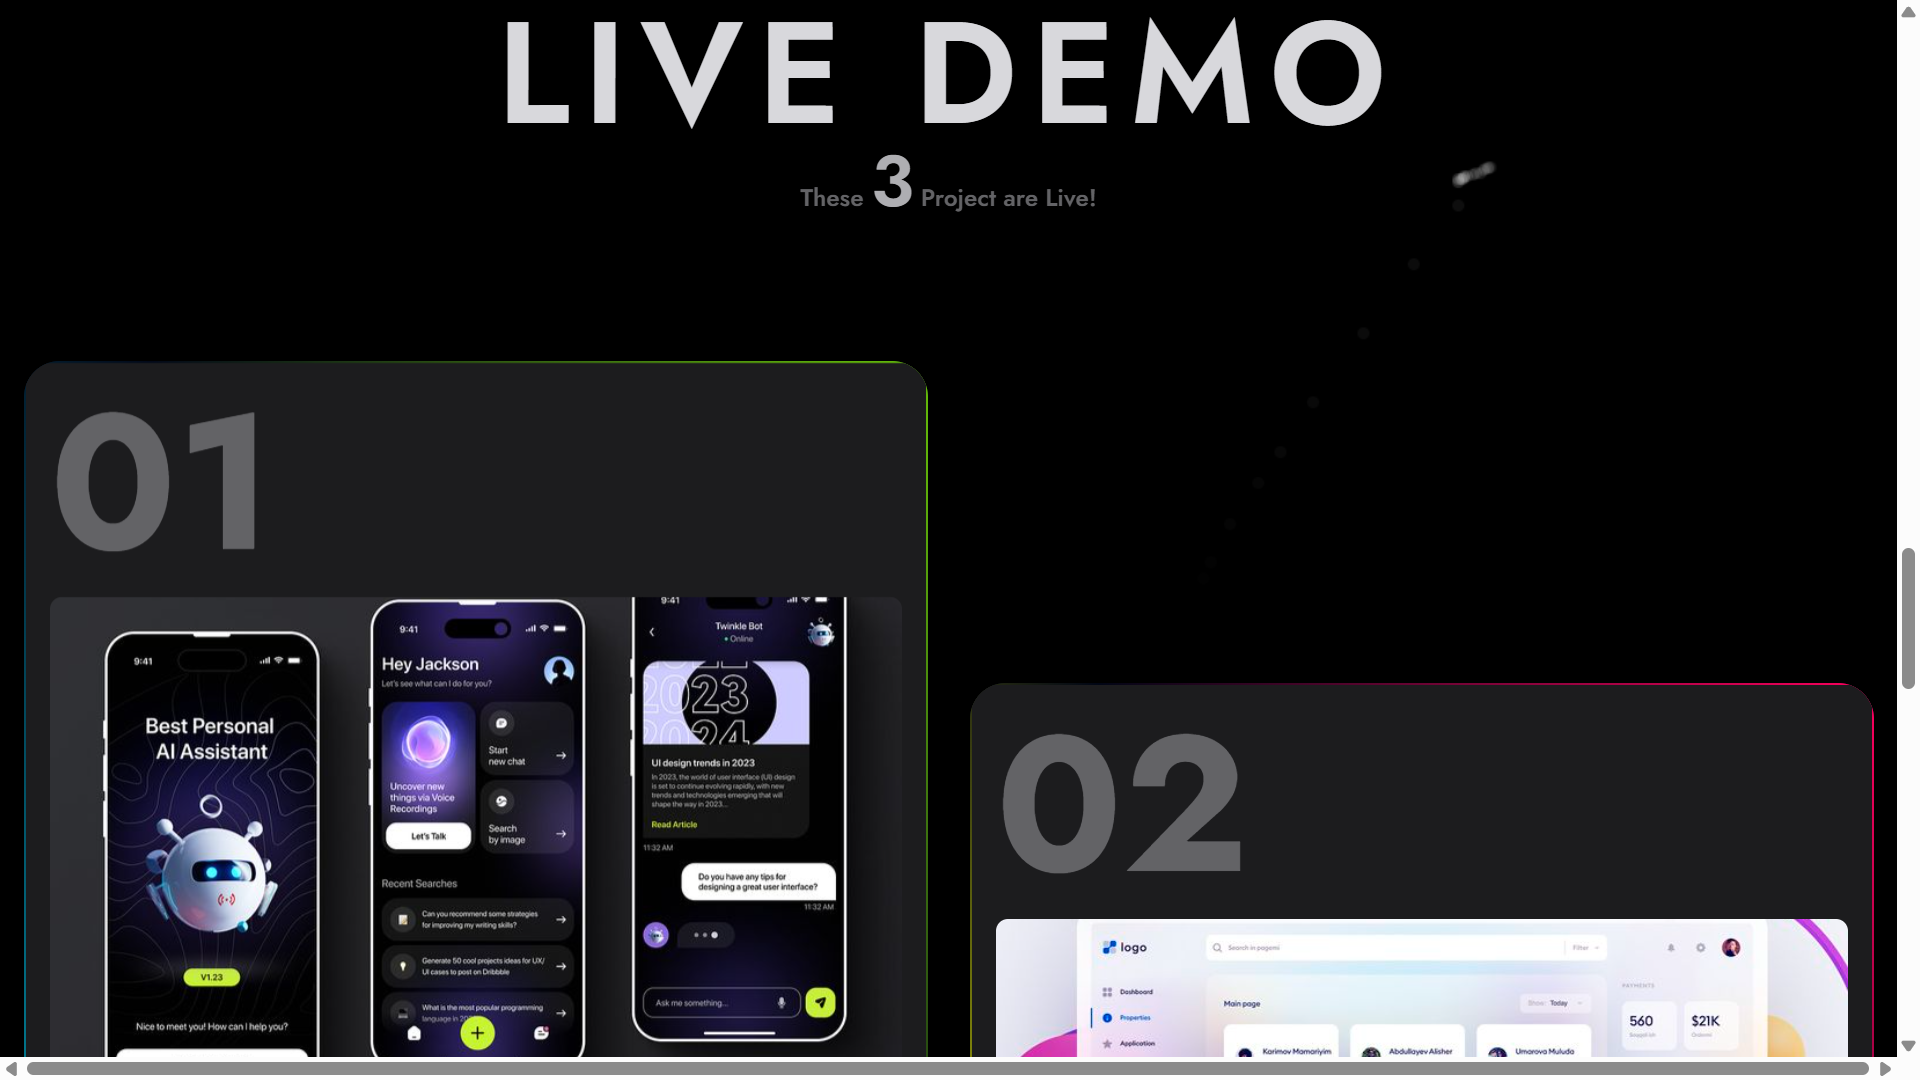 LIVE DEMO
These 3 Project are Live!
01
9:41
Best Personal
AI Assistant
V1.23
Nice to meet you! How can I help you?
9:41
Hey Jackson
Let's see what can I do for you?
Uncover new
things via Voice
Recordings
Let's Talk
Start
new chat
Search
by image
Recent Searches
Can you recommend some strategies
for improving my writing skills?
Generate 50 cool projects ideas for UX/
UI cases to post on Dribbble
What is the most popular programming
language in
9:41
Twinkle Bot
Online
2023
2024
UI design trends in 2023
In 2023, the world of user interface (UI) design
is set to continue evolving rapidly, with new
trends and technologies emerging that will
shape the way in 2023...
Read Article
11:32 AM
Do you have any tips for
designing a great user interface?
11:32 AM
Ask me something...
02
logo
Search in pagemi
Filter
Dashboard
Properties
Application
Main page
Show: Today
Karimov Mamariyim
Abdullayev Alisher
Umarova Muluda
PAYMENTS
560
$21K